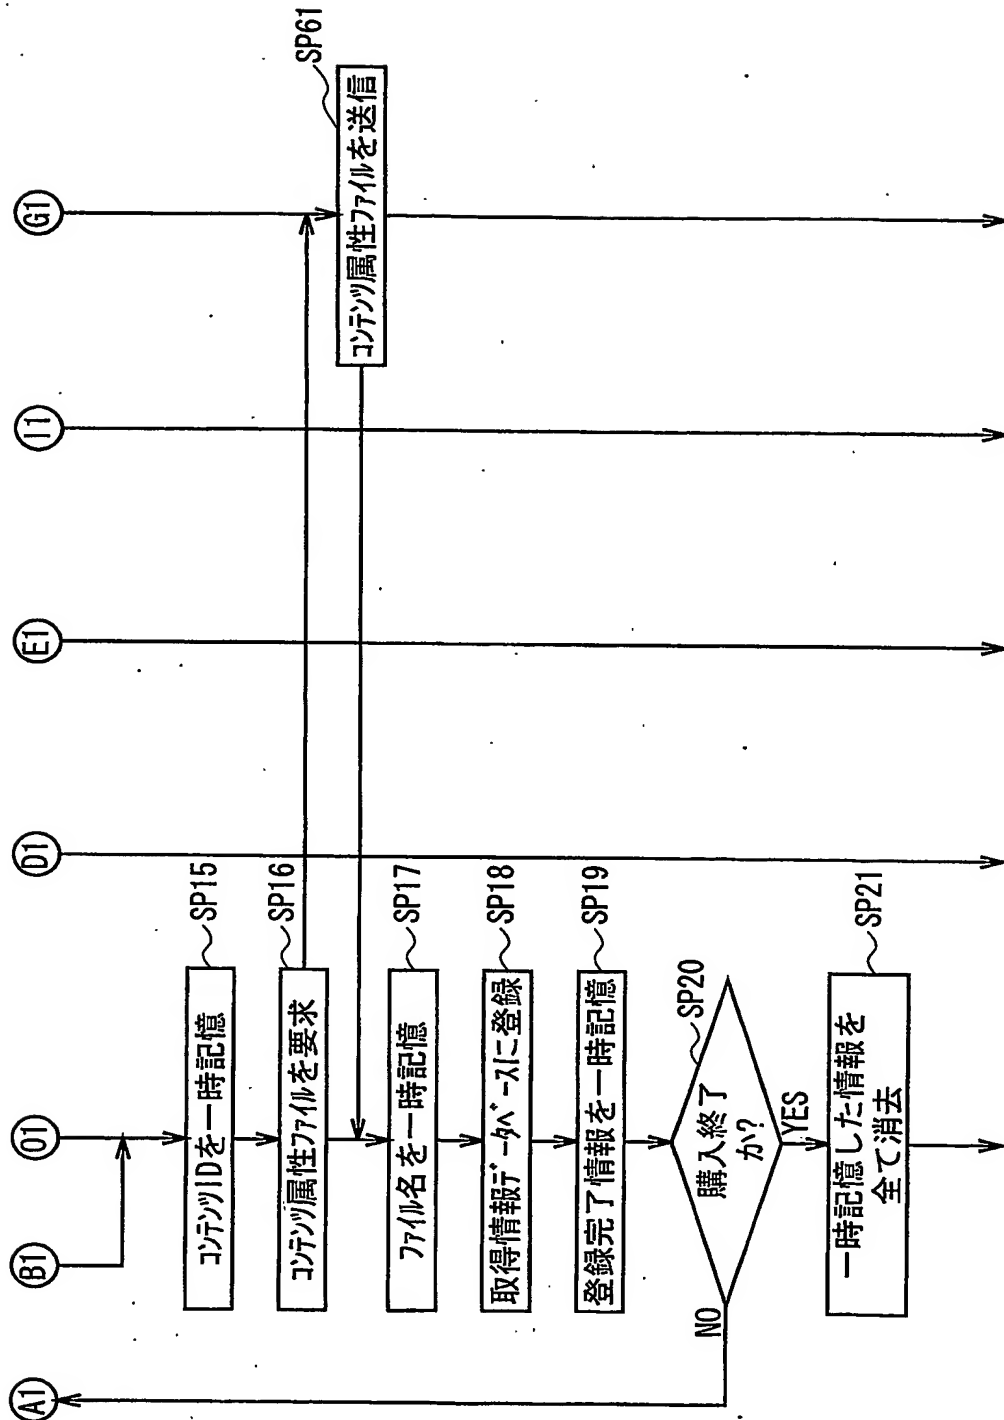 A1
B1
O1
D1
E1
I1
G1
コンテンツIDを一時記憶
SP15
コンテンツ属性ファイルを要求
SP16
コンテンツ属性ファイルを送信
SP61
ファイル名を一時記憶
SP17
取得情報データベースに登録
SP18
登録完了情報を一時記憶
SP19
購入終了
か?
SP20
NO
YES
一時記憶した情報を
全て消去
SP21